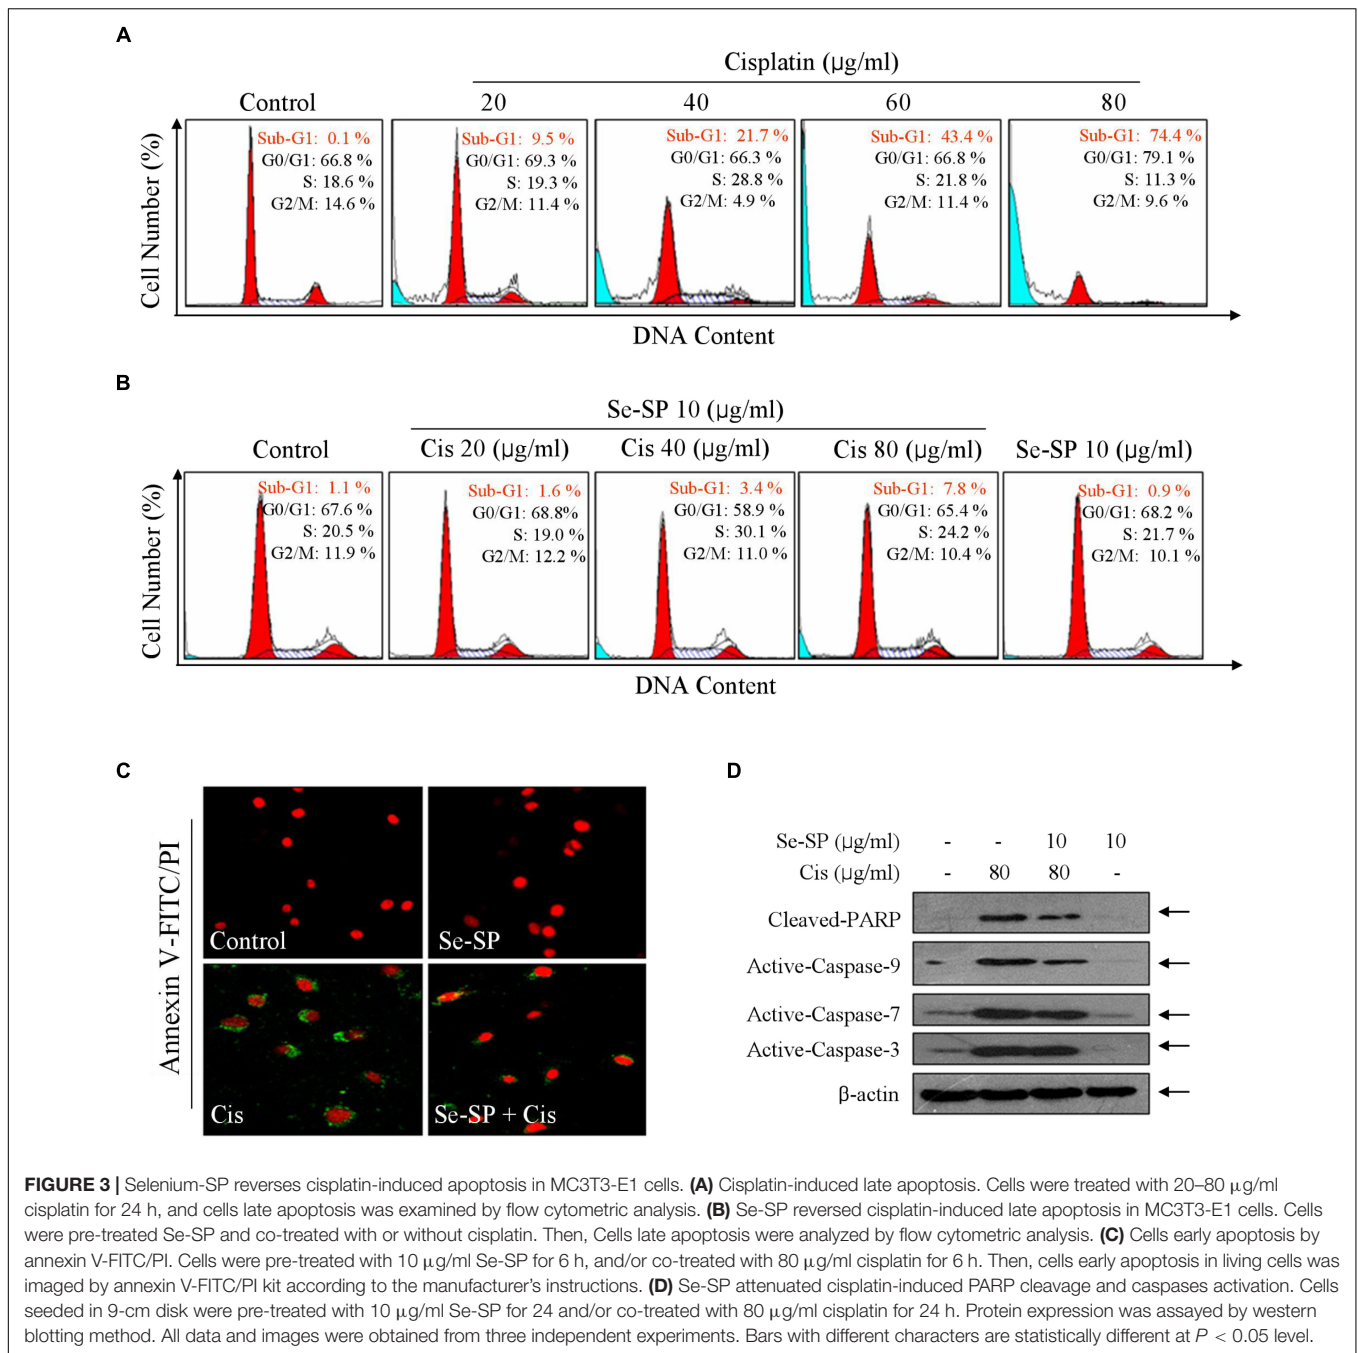 A
Cisplatin (μg/ml)
Control 20 40 60 80
Sub-G1: 0.1 %
G0/G1: 66.8 %
S: 18.6 %
G2/M: 14.6 %
Sub-G1: 9.5 %
G0/G1: 69.3 %
S: 19.3 %
G2/M: 11.4 %
Sub-G1: 21.7 %
G0/G1: 66.3 %
S: 28.8 %
G2/M: 4.9 %
Sub-G1: 43.4 %
G0/G1: 66.8 %
S: 21.8 %
G2/M: 11.4 %
Sub-G1: 74.4 %
G0/G1: 79.1 %
S: 11.3 %
G2/M: 9.6 %
Cell Number (%)
DNA Content
B
Se-SP 10 (μg/ml)
Control Cis 20 (μg/ml) Cis 40 (μg/ml) Cis 80 (μg/ml) Se-SP 10 (μg/ml)
Sub-G1: 1.1 %
G0/G1: 67.6 %
S: 20.5 %
G2/M: 11.9 %
Sub-G1: 1.6 %
G0/G1: 68.8%
S: 19.0 %
G2/M: 12.2 %
Sub-G1: 3.4 %
G0/G1: 58.9 %
S: 30.1 %
G2/M: 11.0 %
Sub-G1: 7.8 %
G0/G1: 65.4 %
S: 24.2 %
G2/M: 10.4 %
Sub-G1: 0.9 %
G0/G1: 68.2 %
S: 21.7 %
G2/M: 10.1 %
Cell Number (%)
DNA Content
C
Annexin V-FITC/PI
Control
Se-SP
Cis
Se-SP + Cis
D
Se-SP (μg/ml) - - 10 10
Cis (μg/ml) - 80 80 -
Cleaved-PARP
Active-Caspase-9
Active-Caspase-7
Active-Caspase-3
β-actin
FIGURE 3 | Selenium-SP reverses cisplatin-induced apoptosis in MC3T3-E1 cells. (A) Cisplatin-induced late apoptosis. Cells were treated with 20–80 μg/ml
cisplatin for 24 h, and cells late apoptosis was examined by flow cytometric analysis. (B) Se-SP reversed cisplatin-induced late apoptosis in MC3T3-E1 cells. Cells
were pre-treated Se-SP and co-treated with or without cisplatin. Then, Cells late apoptosis were analyzed by flow cytometric analysis. (C) Cells early apoptosis by
annexin V-FITC/PI. Cells were pre-treated with 10 μg/ml Se-SP for 6 h, and/or co-treated with 80 μg/ml cisplatin for 6 h. Then, cells early apoptosis in living cells was
imaged by annexin V-FITC/PI kit according to the manufacturer's instructions. (D) Se-SP attenuated cisplatin-induced PARP cleavage and caspases activation. Cells
seeded in 9-cm disk were pre-treated with 10 μg/ml Se-SP for 24 and/or co-treated with 80 μg/ml cisplatin for 24 h. Protein expression was assayed by western
blotting method. All data and images were obtained from three independent experiments. Bars with different characters are statistically different at P < 0.05 level.